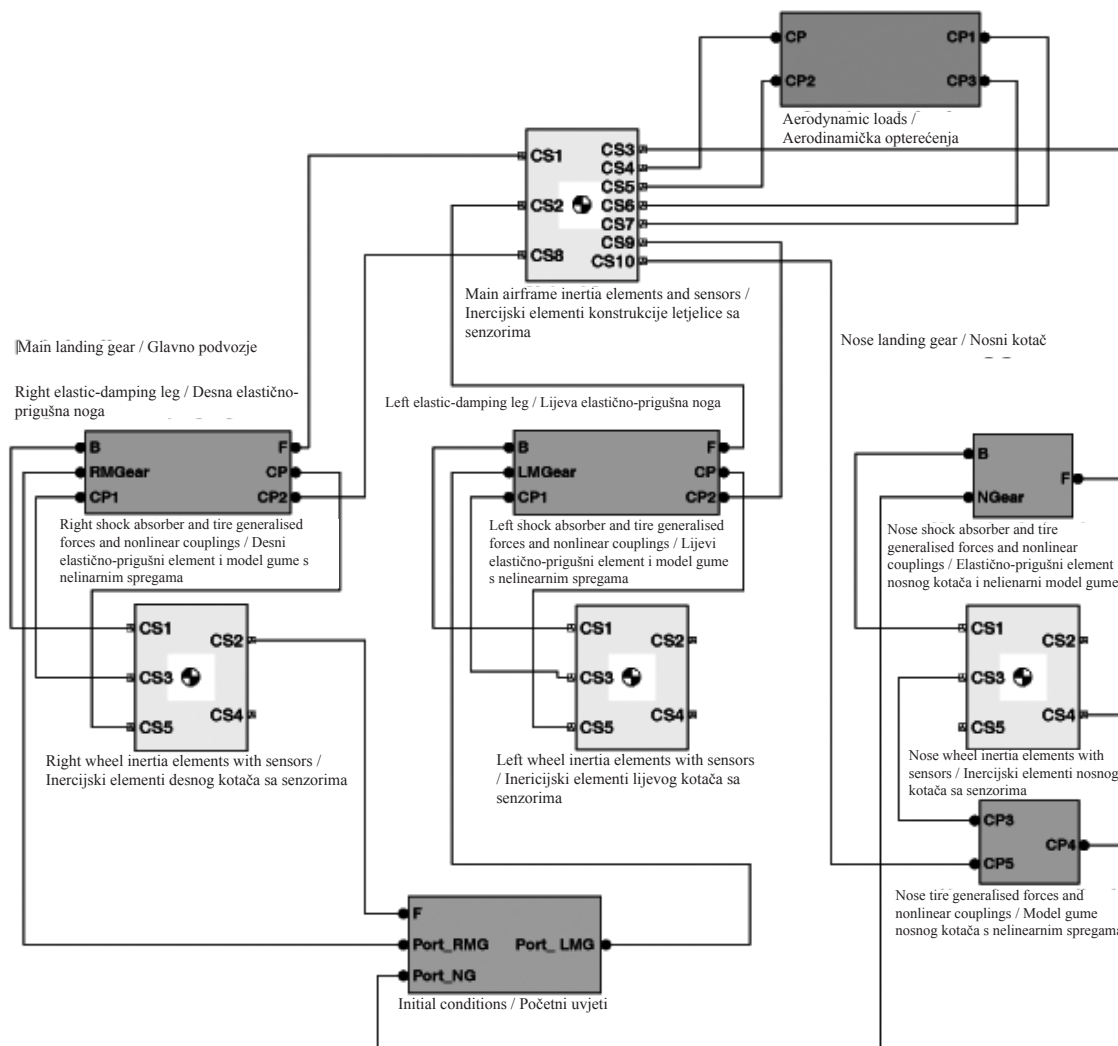 CP CP1
CP2 CP3
Aerodynamic loads /
Aerodinamička opterećenja
CS1 CS3
CS4
CS5
CS2 CS6
CS7
CS9
CS8 CS10
Main airframe inertia elements and sensors /
Inercijski elementi konstrukcije letjelice sa
senzorima
Main landing gear / Glavno podvozje
Nose landing gear / Nosni kotač
Right elastic-damping leg / Desna elastično-
prigušna noga
Left elastic-damping leg / Lijeva elastično-prigušna noga
B F
RMGear CP
CP1 CP2
Right shock absorber and tire generalised
forces and nonlinear couplings / Desni
elastično-prigušni element i model gume s
nelinarnim spregama
B F
LMGear CP
CP1 CP2
Left shock absorber and tire generalised
forces and nonlinear couplings / Lijevi
elastično-prigušni element i model gume
s nelinearnim spregama
B
F
NGear
Nose shock absorber and tire
generalised forces and nonlinear
couplings / Elastično-prigušni element
nosnog kotača i nelienarni model gume
CS1 CS2
CS3
CS5 CS4
Right wheel inertia elements with sensors /
Inercijski elementi desnog kotača sa senzorima
CS1 CS2
CS3
CS5 CS4
Left wheel inertia elements with sensors
/ Inericijski elementi lijevog kotača sa
senzorima
CS1 CS2
CS3
CS5 CS4
Nose wheel inertia elements with
sensors / Inercijski elementi nosnog
kotača sa senzorima
CP3
CP4
CP5
Nose tire generalised forces and
nonlinear couplings / Model gume
nosnog kotača s nelinearnim spregama
F
Port_RMG Port_ LMG
Port_NG
Initial conditions / Početni uvjeti